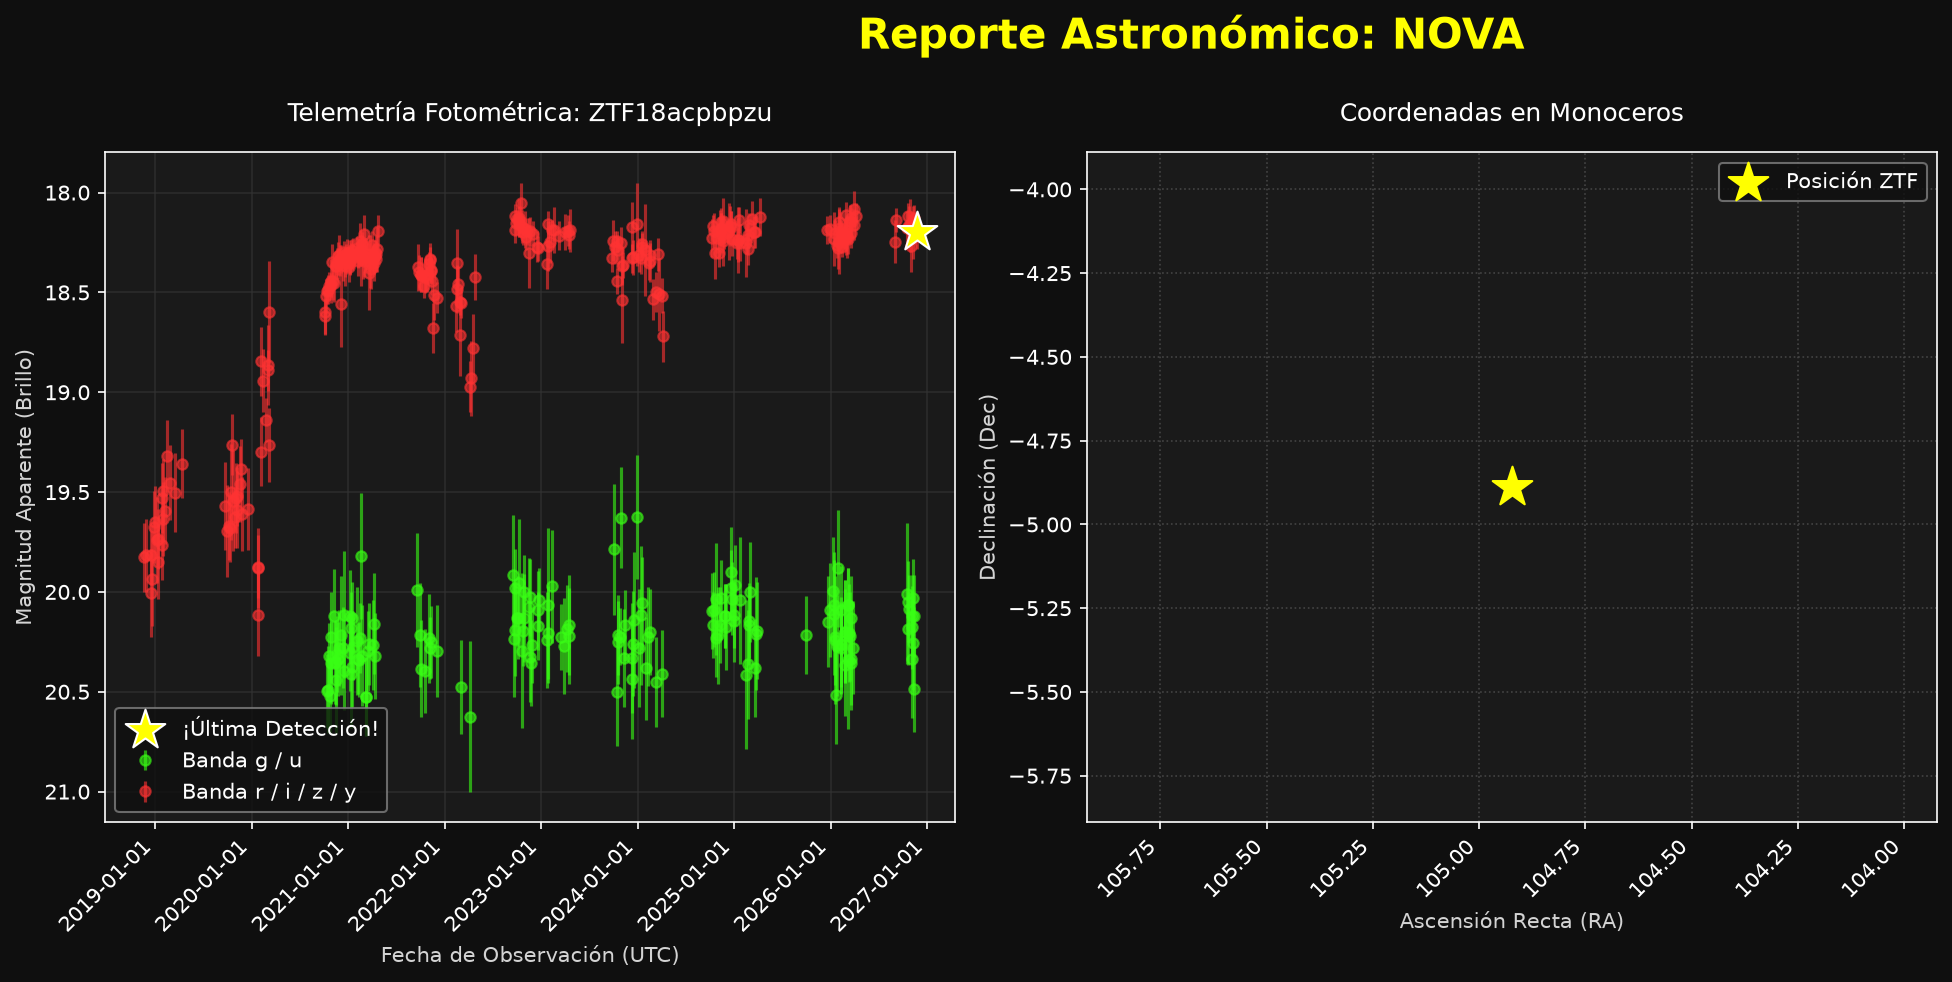 Reporte Astronómico: NOVA
Telemetría Fotométrica: ZTF18acpbpzu
Magnitud Aparente (Brillo)
18.0
18.5
19.0
19.5
20.0
20.5
21.0
¡Última Detección!
Banda g / u
Banda r / i / z / y
2019-01-01
2020-01-01
2021-01-01
2022-01-01
2023-01-01
2024-01-01
2025-01-01
2026-01-01
2027-01-01
Fecha de Observación (UTC)
Coordenadas en Monoceros
Posición ZTF
Declinación (Dec)
−4.00
−4.25
−4.50
−4.75
−5.00
−5.25
−5.50
−5.75
105.75
105.50
105.25
105.00
104.75
104.50
104.25
104.00
Ascensión Recta (RA)